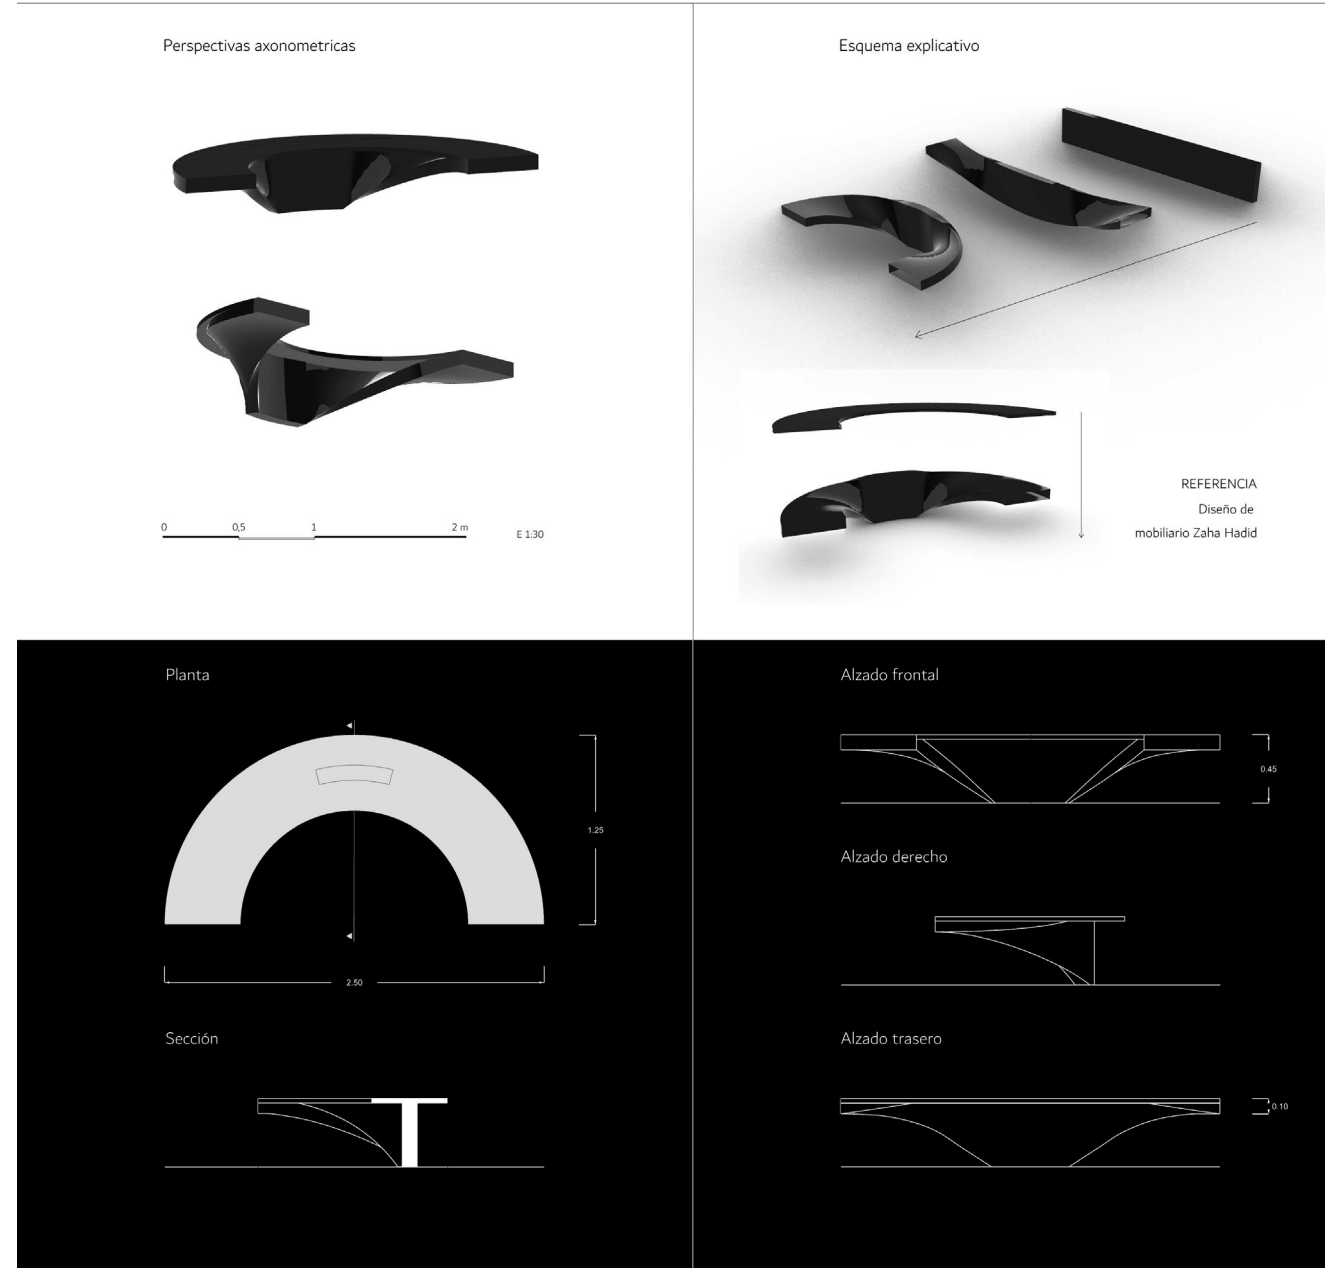 Perspectivas axonometricas
0 0,5 1 2 m
E 1:30
Esquema explicativo
REFERENCIA
Diseño de
mobiliario Zaha Hadid
Planta
1.25
2.50
Sección
Alzado frontal
0.45
Alzado derecho
Alzado trasero
0.10